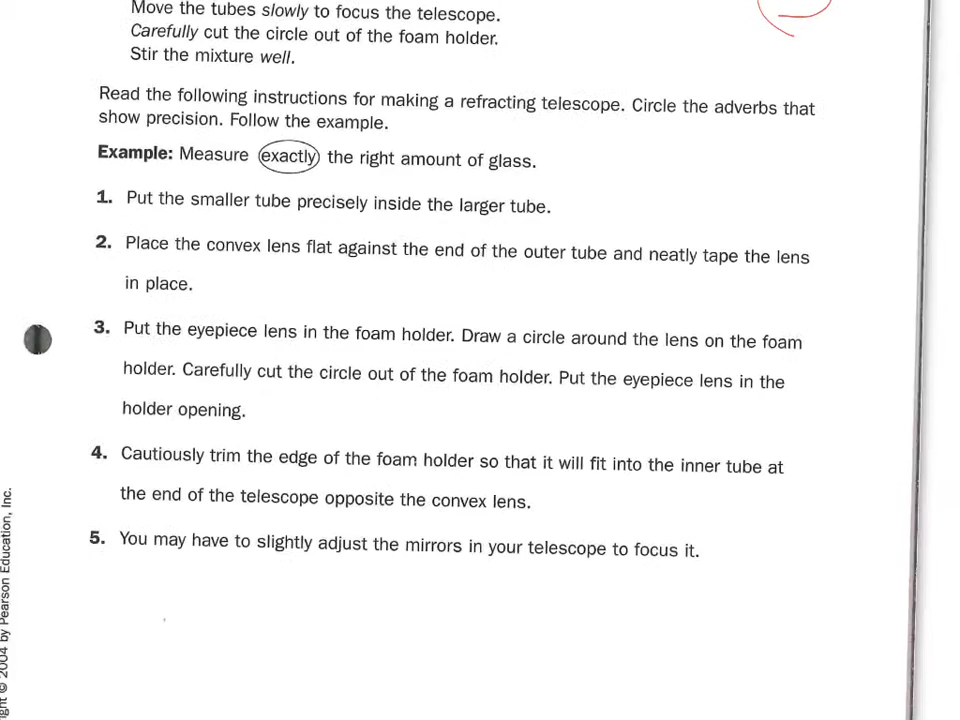 Move the tubes slowly to focus the telescope.
Carefully cut the circle out of the foam holder.
Stir the mixture well.
Read the following instructions for making a refracting telescope. Circle the adverbs that
show precision. Follow the example.
Example: Measure exactly the right amount of glass.
1. Put the smaller tube precisely inside the larger tube.
2. Place the convex lens flat against the end of the outer tube and neatly tape the lens
in place.
3. Put the eyepiece lens in the foam holder. Draw a circle around the lens on the foam
holder. Carefully cut the circle out of the foam holder. Put the eyepiece lens in the
holder opening.
4. Cautiously trim the edge of the foam holder so that it will fit into the inner tube at
the end of the telescope opposite the convex lens.
5. You may have to slightly adjust the mirrors in your telescope to focus it.
ght © 2004 by Pearson Education, Inc.